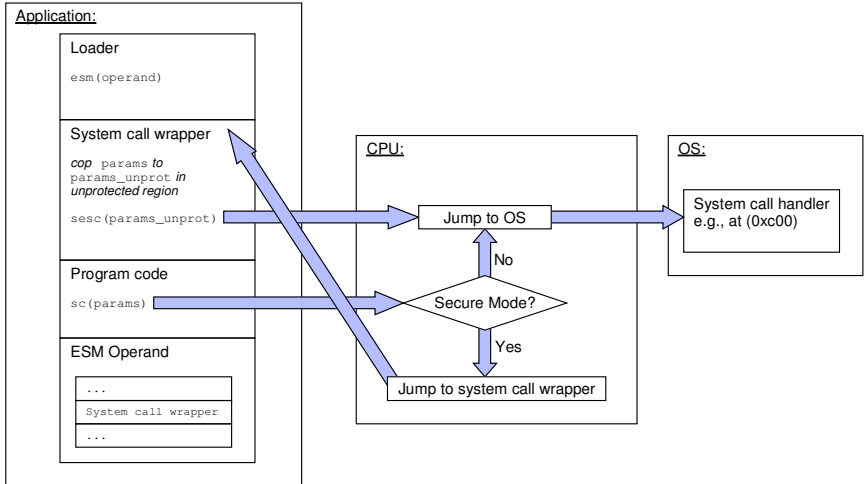 Application:
Loader
esm(operand)
System call wrapper
cop params to
params_unprot in
unprotected region
sesc(params_unprot)
Program code
sc(params)
ESM Operand
...
System call wrapper
...
CPU:
Jump to OS
No
Secure Mode?
Yes
Jump to system call wrapper
OS:
System call handler
e.g., at (0xc00)